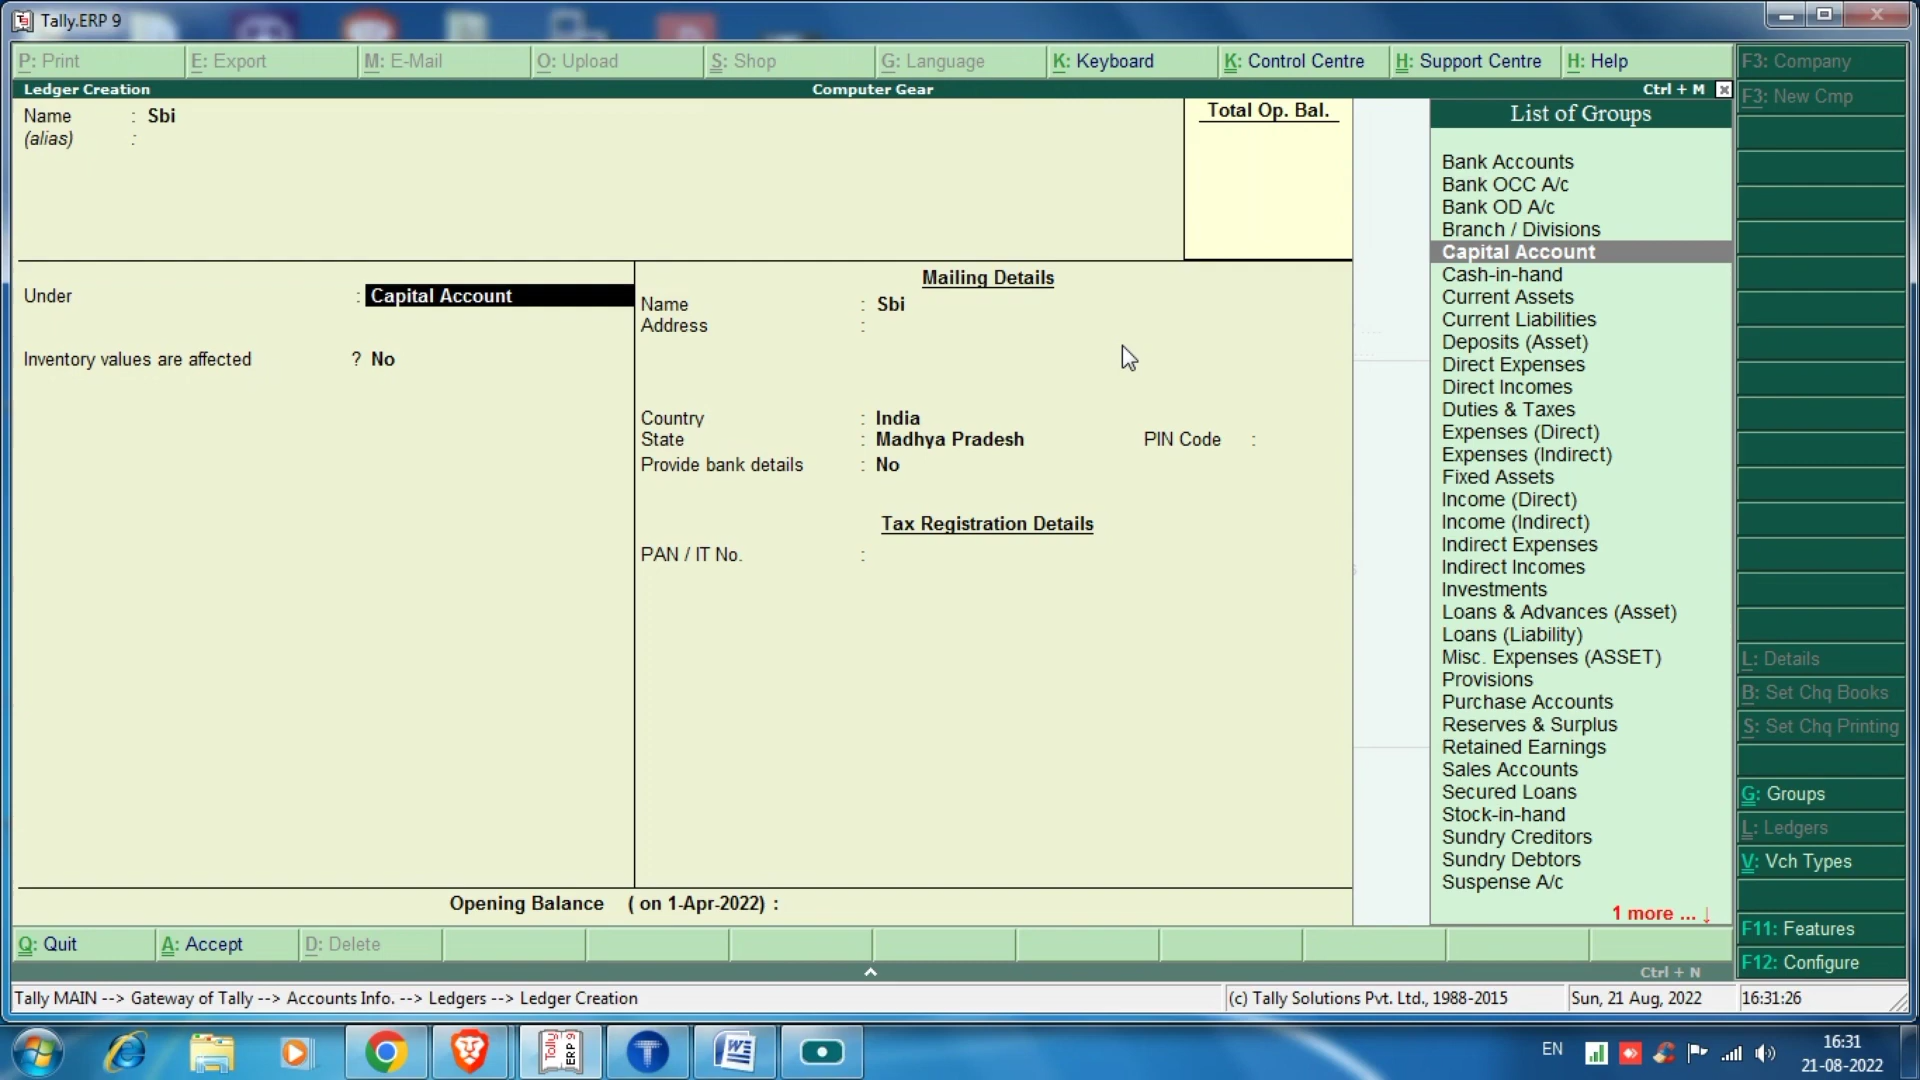 Tally.ERP 9
P: Print
E: Export
M: E-Mail
O: Upload
S: Shop
G: Language
K: Keyboard
K: Control Centre
H: Support Centre
H: Help
F3: Company
Ledger Creation
Computer Gear
Ctrl + M
F3: New Cmp
Name : Sbi
(alias) :
Total Op. Bal.
List of Groups
Bank Accounts
Bank OCC A/c
Bank OD A/c
Branch / Divisions
Capital Account
Cash-in-hand
Current Assets
Current Liabilities
Deposits (Asset)
Direct Expenses
Direct Incomes
Duties & Taxes
Expenses (Direct)
Expenses (Indirect)
Fixed Assets
Income (Direct)
Income (Indirect)
Indirect Expenses
Indirect Incomes
Investments
Loans & Advances (Asset)
Loans (Liability)
Misc. Expenses (ASSET)
Provisions
Purchase Accounts
Reserves & Surplus
Retained Earnings
Sales Accounts
Secured Loans
Stock-in-hand
Sundry Creditors
Sundry Debtors
Suspense A/c
1 more ... ↓
Under : Capital Account
Inventory values are affected ? No
Mailing Details
Name : Sbi
Address :
Country : India
State : Madhya Pradesh PIN Code :
Provide bank details : No
Tax Registration Details
PAN / IT No. :
Opening Balance ( on 1-Apr-2022) :
L: Details
B: Set Chq Books
S: Set Chq Printing
G: Groups
L: Ledgers
V: Vch Types
F11: Features
F12: Configure
Q: Quit
A: Accept
D: Delete
Ctrl + N
Tally MAIN --> Gateway of Tally --> Accounts Info. --> Ledgers --> Ledger Creation
(c) Tally Solutions Pvt. Ltd., 1988-2015
Sun, 21 Aug, 2022
16:31:26
Tally
ERP 9
T
W
EN
16:31
21-08-2022